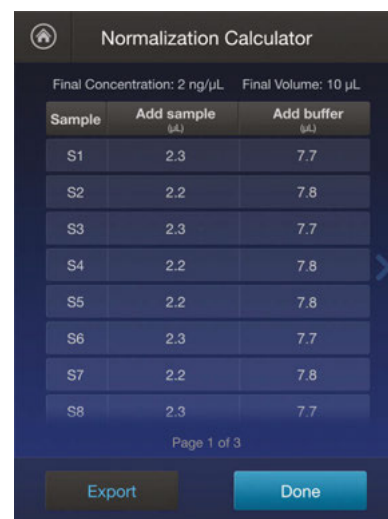 Normalization Calculator
Final Concentration: 2 ng/µL Final Volume: 10 µL
Sample Add sample Add buffer
(µL) (µL)
S1 2.3 7.7
S2 2.2 7.8
S3 2.3 7.7
S4 2.2 7.8
S5 2.2 7.8
S6 2.3 7.7
S7 2.2 7.8
S8 2.3 7.7
Page 1 of 3
Export Done